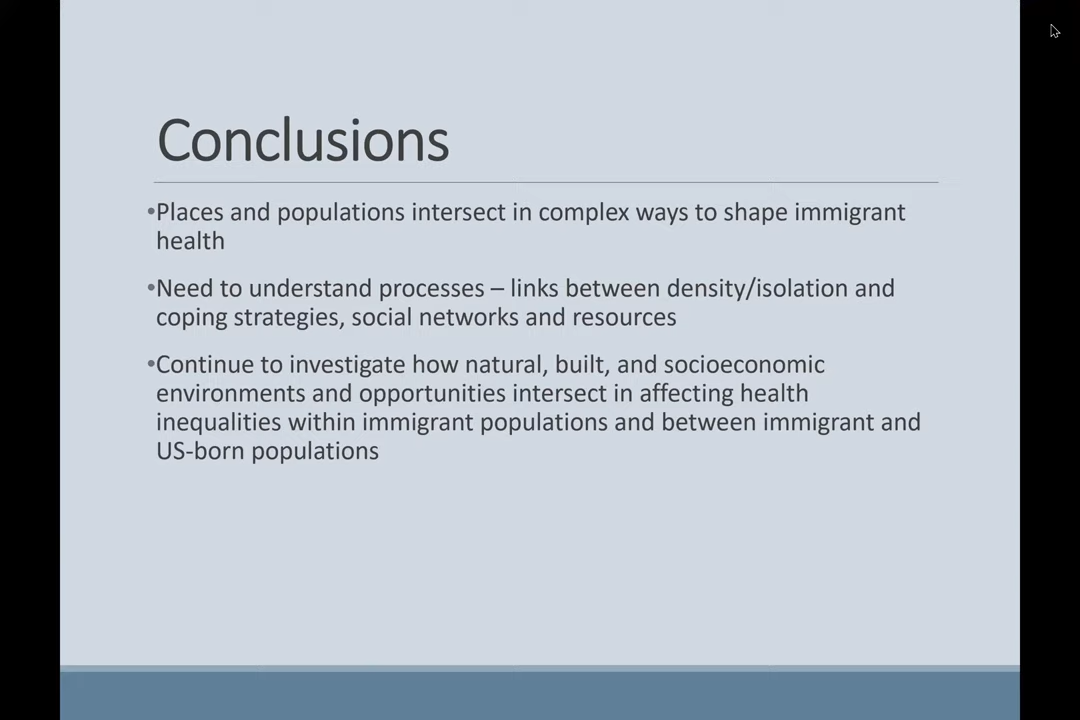 Conclusions
•Places and populations intersect in complex ways to shape immigrant
health
•Need to understand processes – links between density/isolation and
coping strategies, social networks and resources
•Continue to investigate how natural, built, and socioeconomic
environments and opportunities intersect in affecting health
inequalities within immigrant populations and between immigrant and
US-born populations